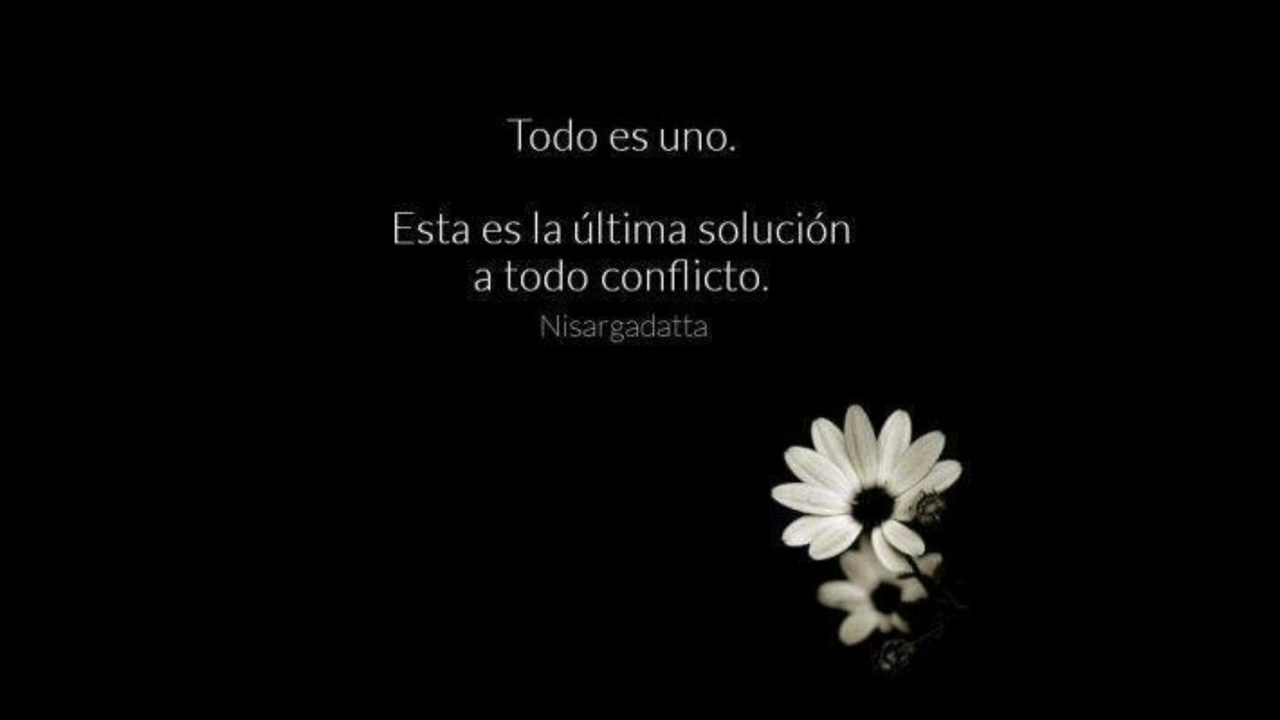 Todo es uno.
Esta es la última solución
a todo conflicto.
Nisargadatta